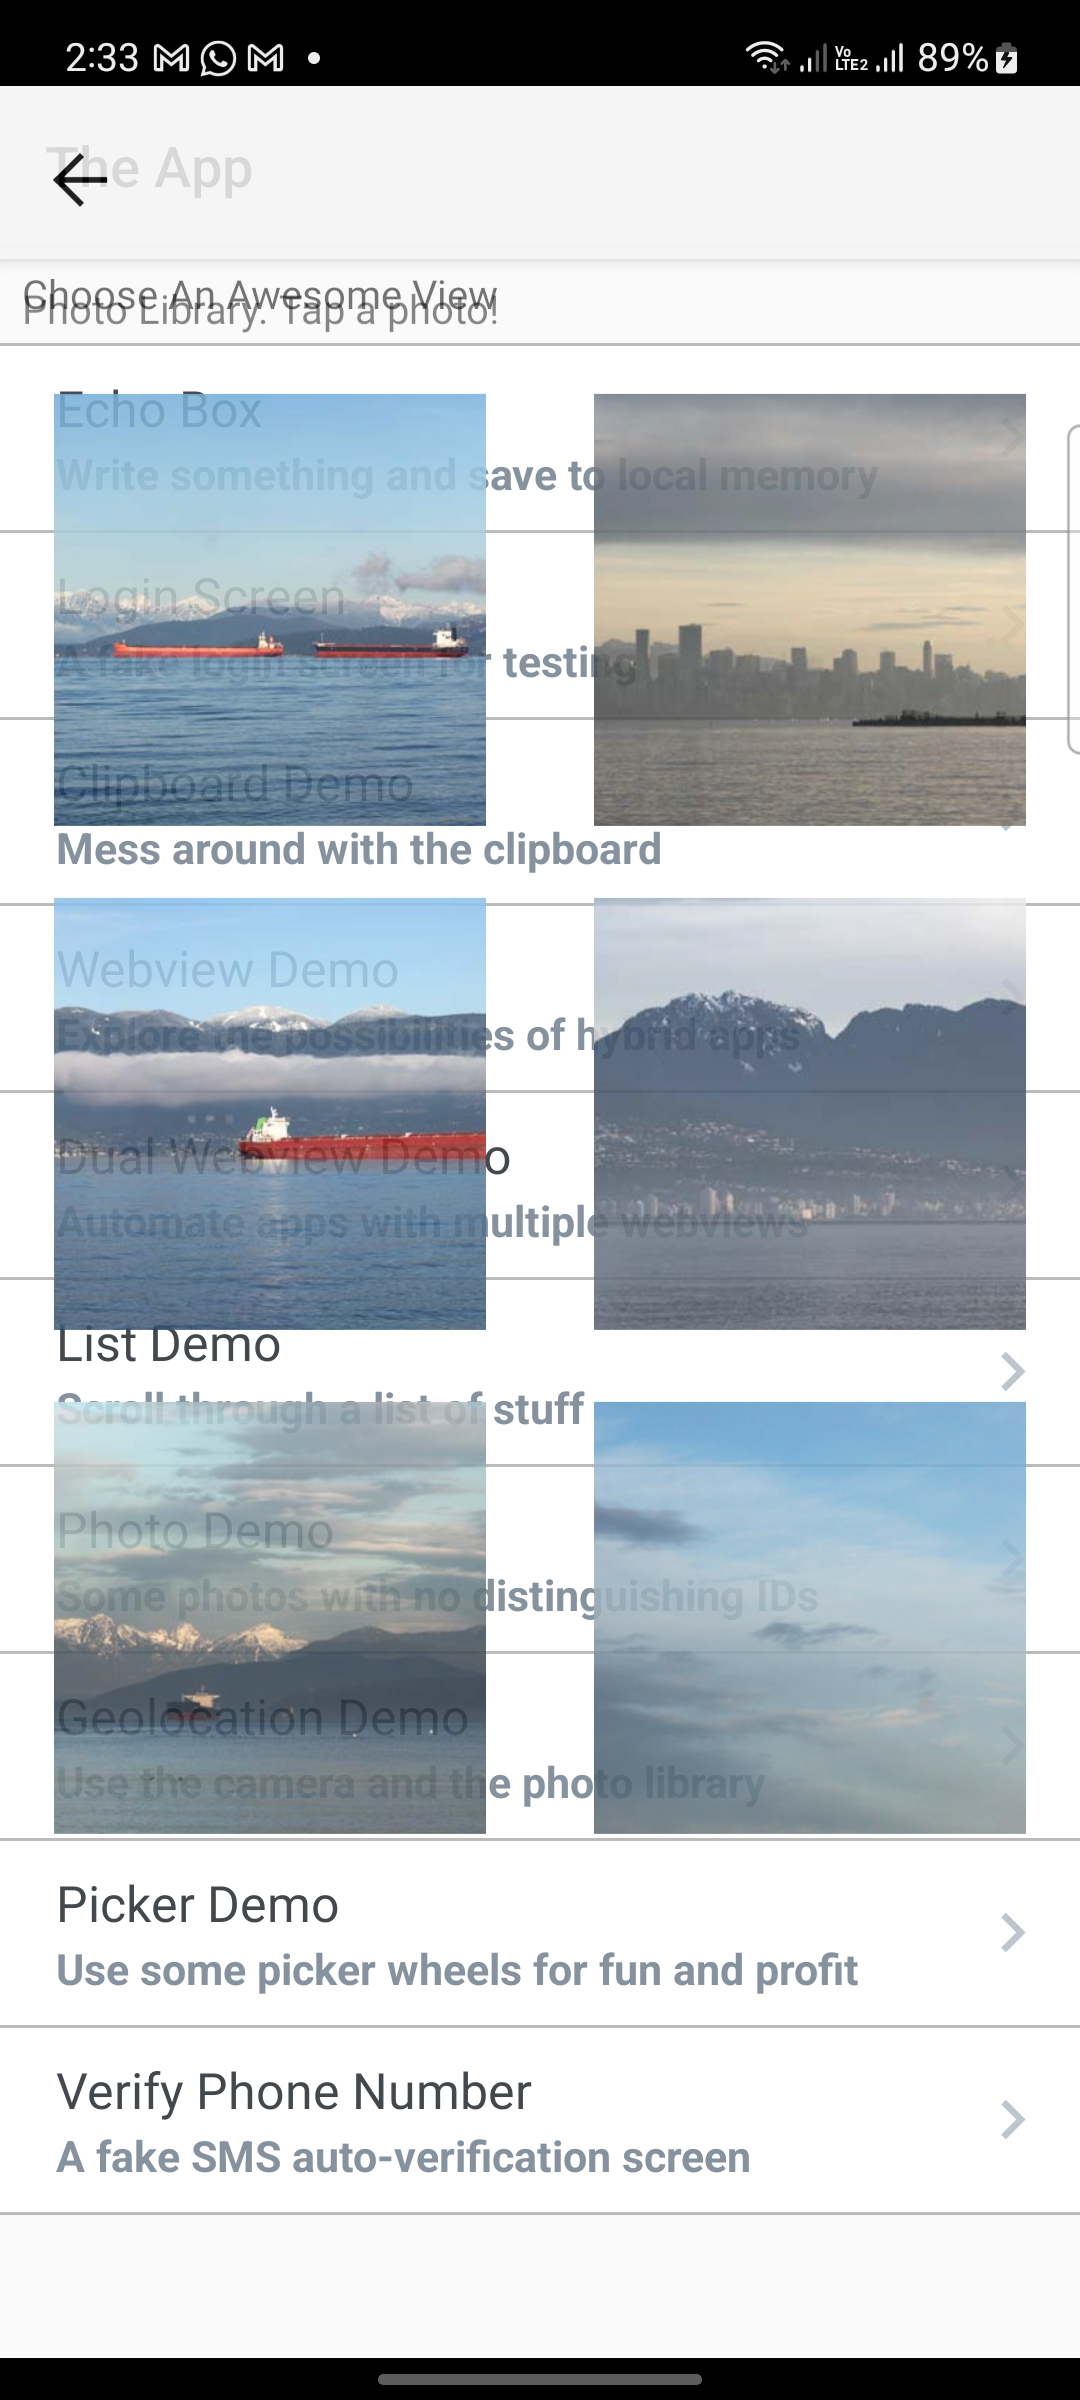 2:33
Vo LTE2
89%
The App
Choose An Awesome View
Photo Library. Tap a photo!
Echo Box
Write something and save to local memory
Login Screen
A fake login screen for testing
Clipboard Demo
Mess around with the clipboard
Webview Demo
Explore the possibilities of hybrid apps
Dual Webview Demo
Automate apps with multiple webviews
List Demo
Scroll through a list of stuff
Photo Demo
Some photos with no distinguishing IDs
Geolocation Demo
Use the camera and the photo library
Picker Demo
Use some picker wheels for fun and profit
Verify Phone Number
A fake SMS auto-verification screen